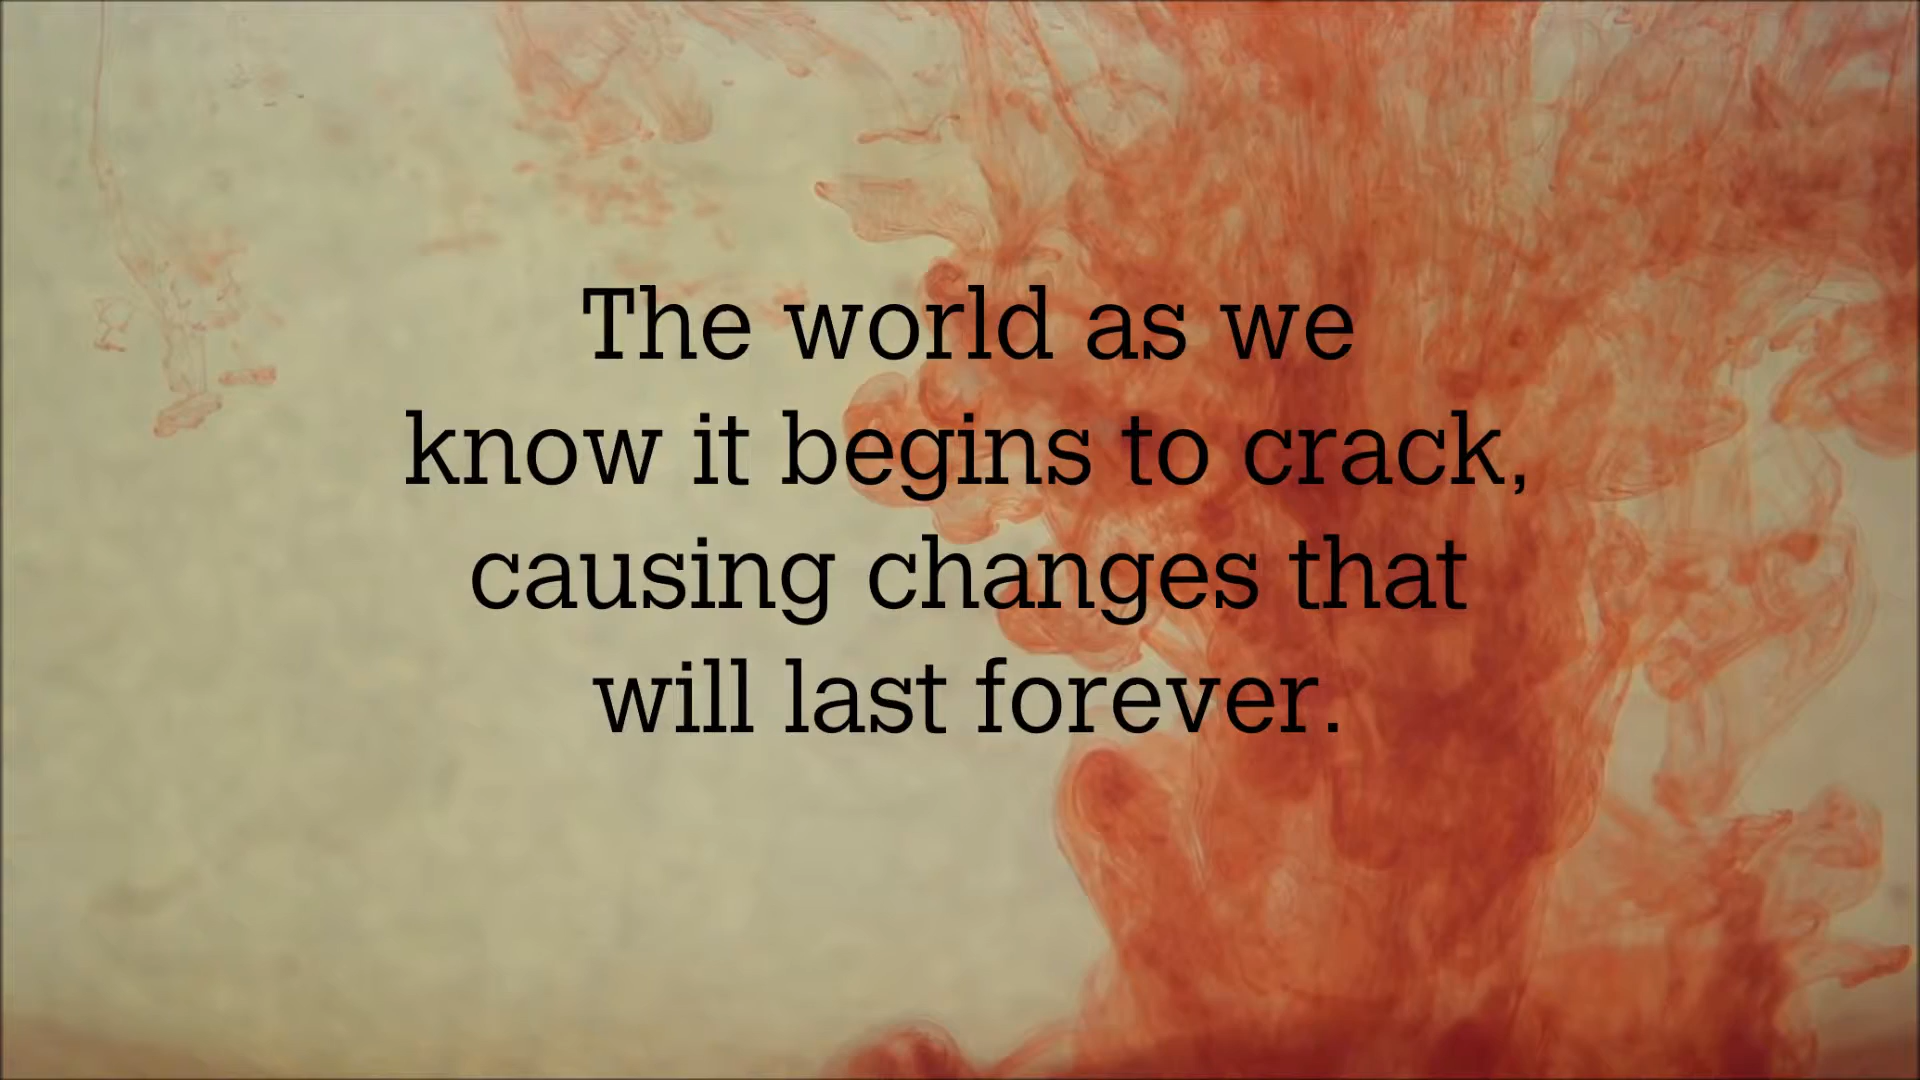 The world as we
know it begins to crack,
causing changes that
will last forever.